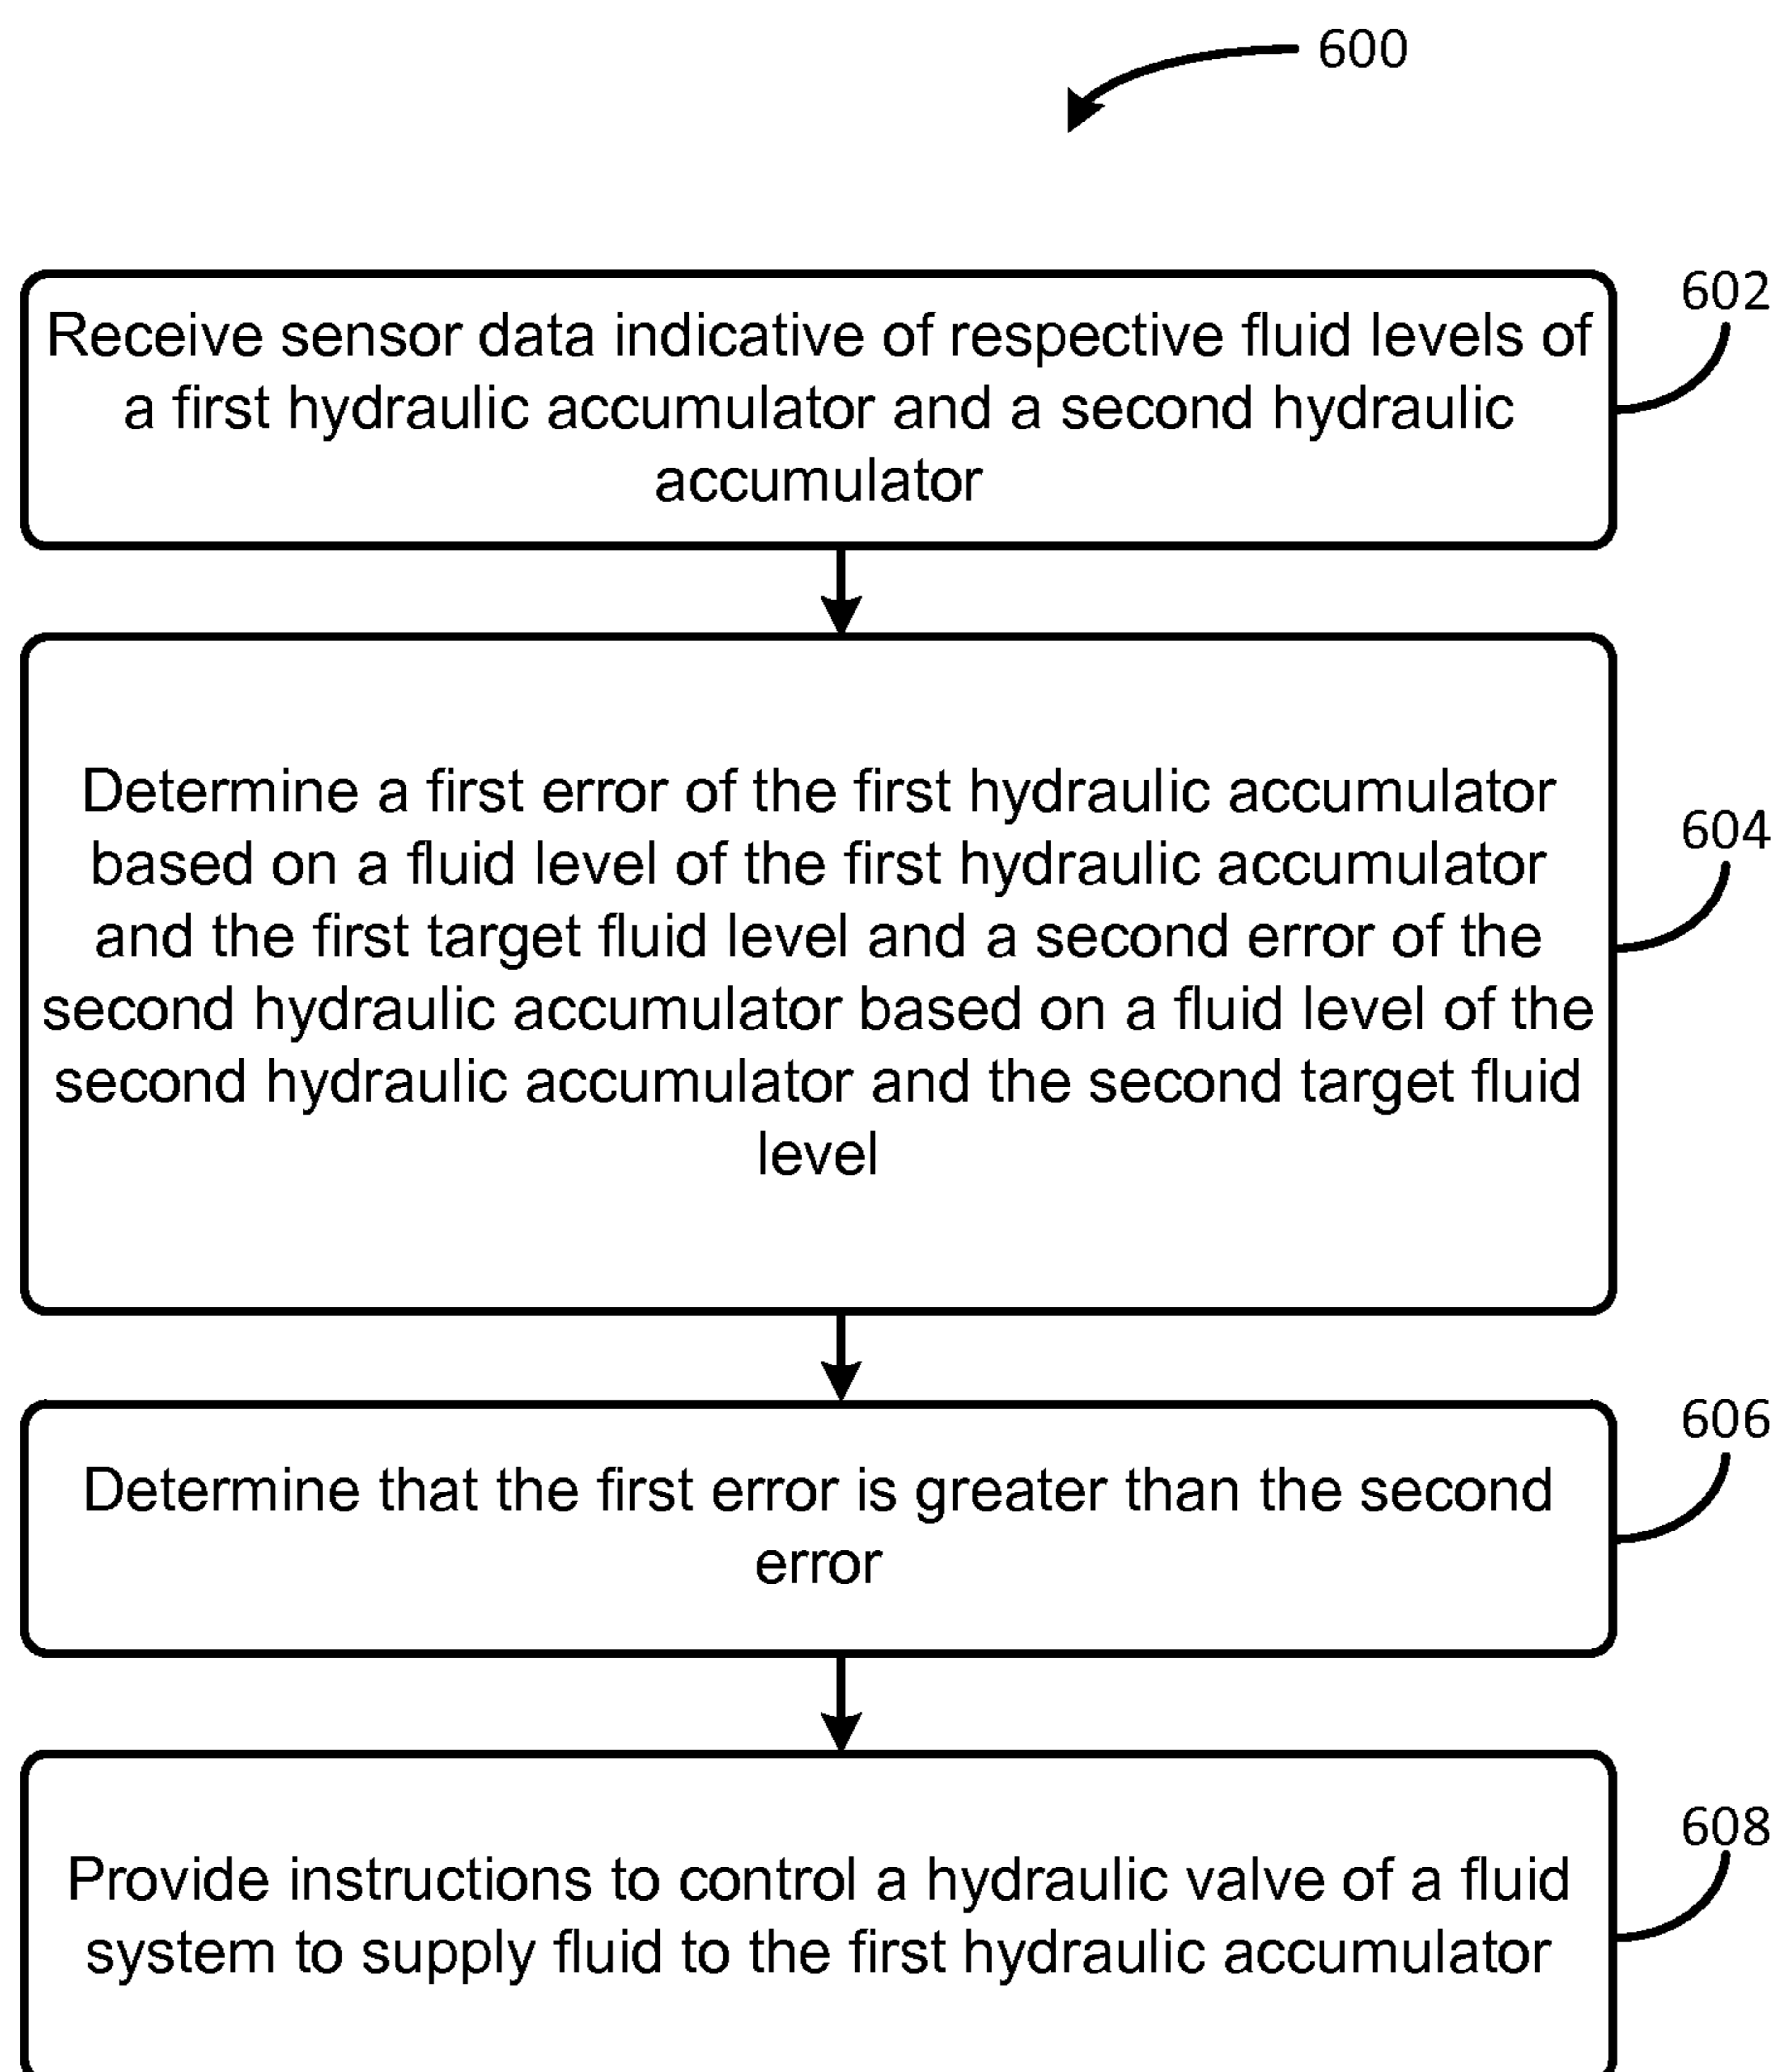 600
602
Receive sensor data indicative of respective fluid levels of
a first hydraulic accumulator and a second hydraulic
accumulator
604
Determine a first error of the first hydraulic accumulator
based on a fluid level of the first hydraulic accumulator
and the first target fluid level and a second error of the
second hydraulic accumulator based on a fluid level of the
second hydraulic accumulator and the second target fluid
level
606
Determine that the first error is greater than the second
error
608
Provide instructions to control a hydraulic valve of a fluid
system to supply fluid to the first hydraulic accumulator